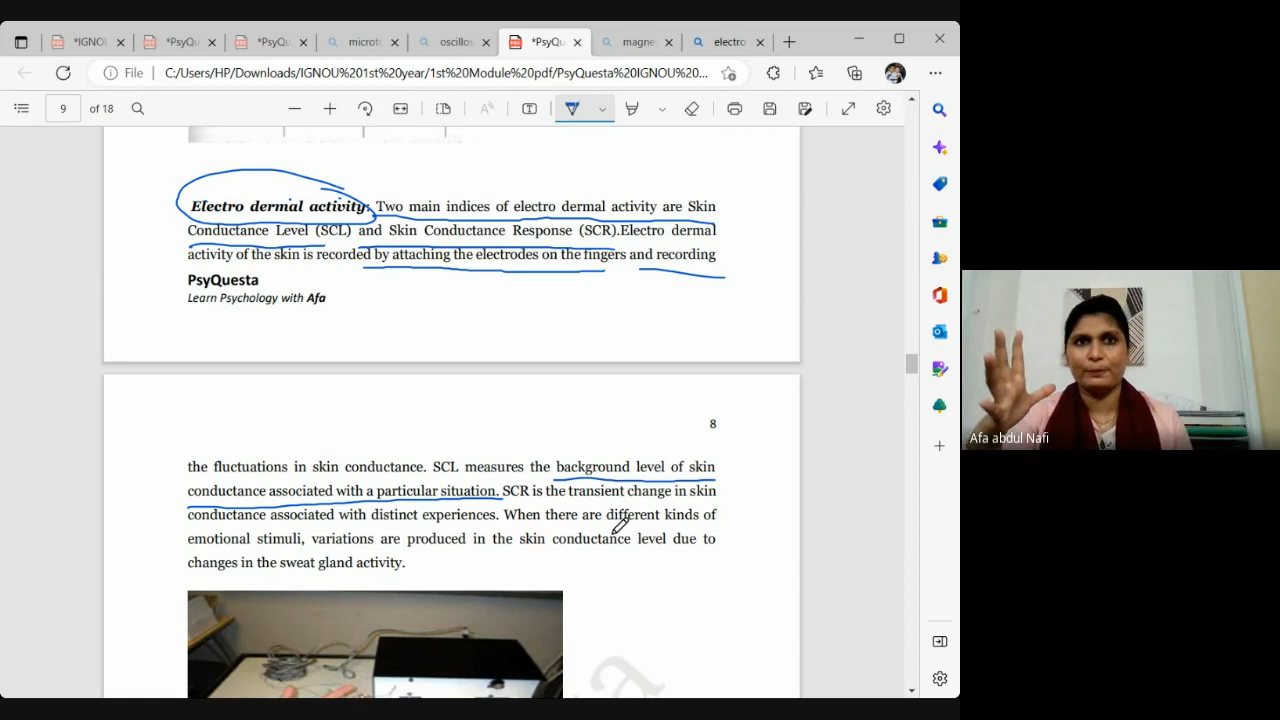 *IGNOU
*PsyQu
*PsyQu
microto
oscillos
*PsyQu
magne
electro
File
C:/Users/HP/Downloads/IGNOU%201st%20year/1st%20Module%20pdf/PsyQuesta%20IGNOU%20...
9 of 18
Electro dermal activity: Two main indices of electro dermal activity are Skin
Conductance Level (SCL) and Skin Conductance Response (SCR).Electro dermal
activity of the skin is recorded by attaching the electrodes on the fingers and recording
PsyQuesta
Learn Psychology with Afa
8
the fluctuations in skin conductance. SCL measures the background level of skin
conductance associated with a particular situation. SCR is the transient change in skin
conductance associated with distinct experiences. When there are different kinds of
emotional stimuli, variations are produced in the skin conductance level due to
changes in the sweat gland activity.
Afa abdul Nafi